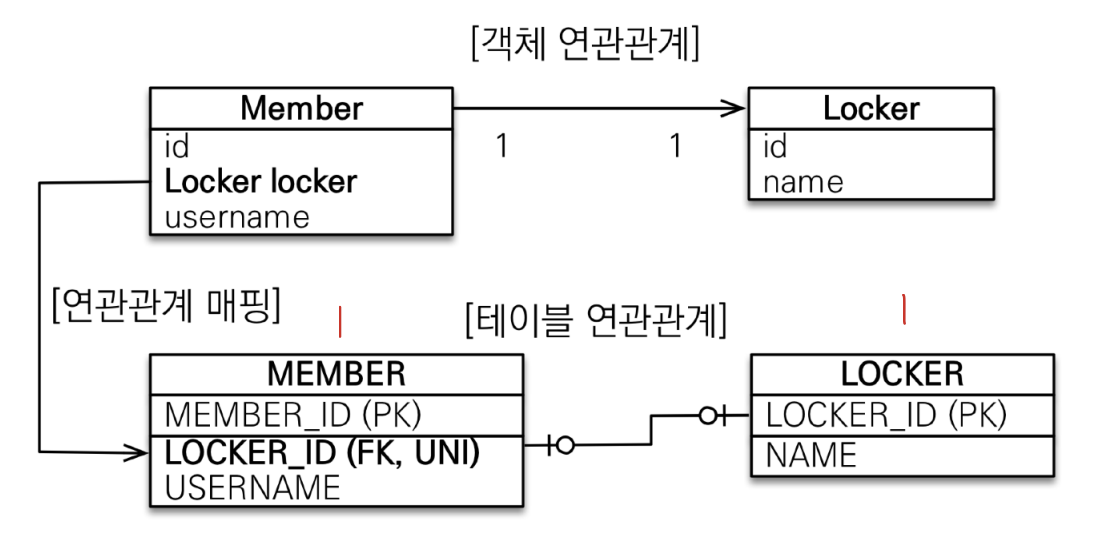 [객체 연관관계]
Member
id
Locker locker
username
1
1
Locker
id
name
[연관관계 매핑]
[테이블 연관관계]
MEMBER
MEMBER_ID (PK)
LOCKER_ID (FK, UNI)
USERNAME
LOCKER
LOCKER_ID (PK)
NAME